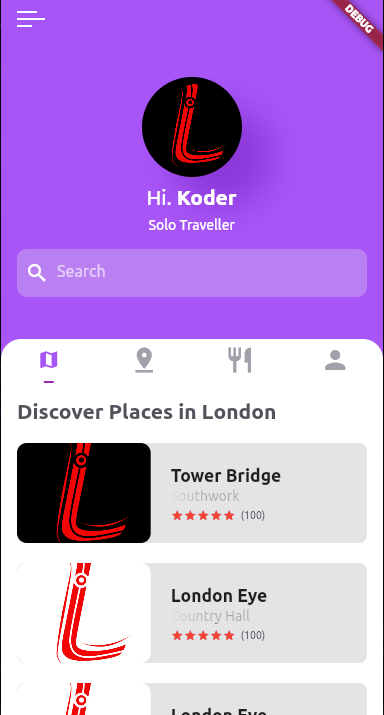 DEBUG
Hi. Koder
Solo Traveller
Search
Discover Places in London
Tower Bridge
Southwork
(100)
London Eye
Country Hall
(100)
London Eye